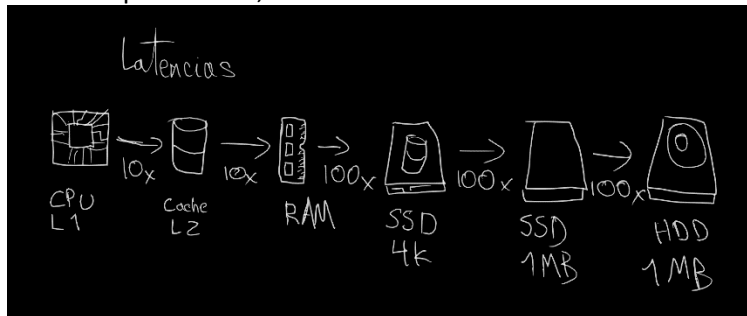 Latencias
10x 10x 100x 100x 100x
CPU Cache RAM SSD SSD HDD
L1 L2 4k 1MB 1MB